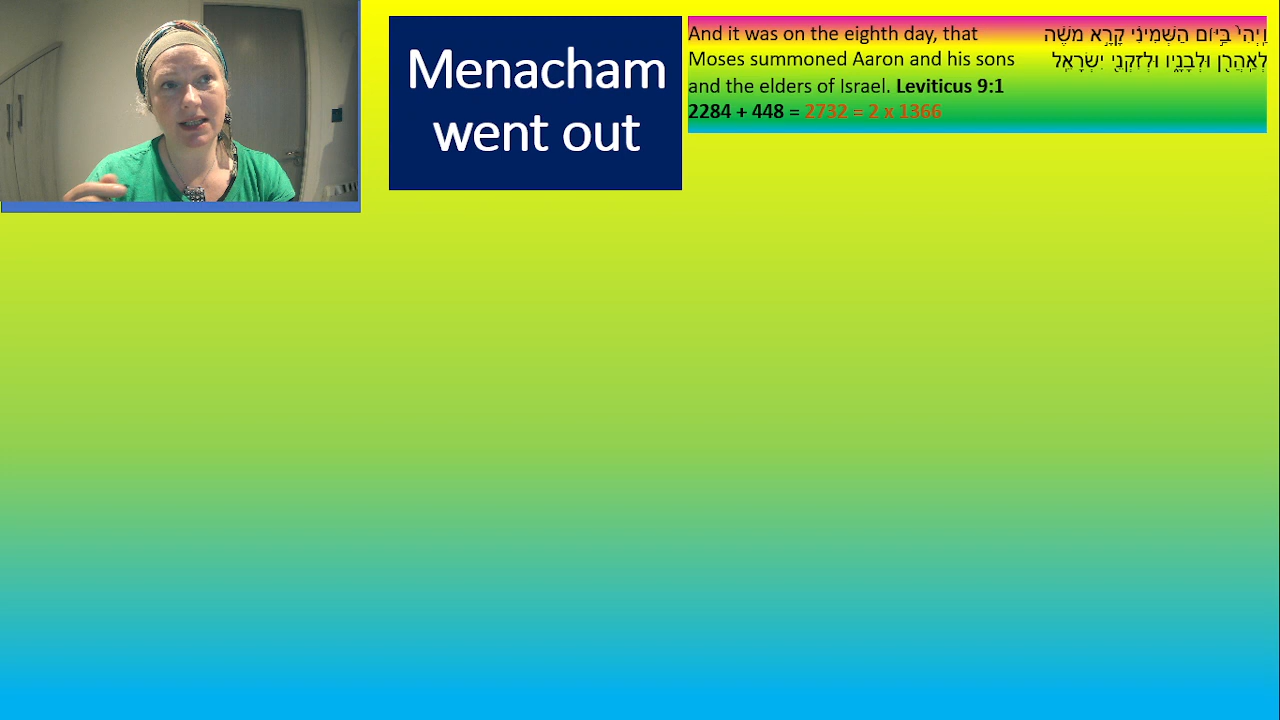 Menacham
went out
And it was on the eighth day, that
Moses summoned Aaron and his sons
and the elders of Israel. Leviticus 9:1
2284 + 448 = 2732 = 2 x 1366
וַיְהִי֙ בַּיּ֣וֹם הַשְּׁמִינִ֔י קָרָ֣א מֹשֶׁ֔ה
לְאַהֲרֹ֖ן וּלְבָנָ֑יו וּלְזִקְנֵ֖י יִשְׂרָאֵֽל